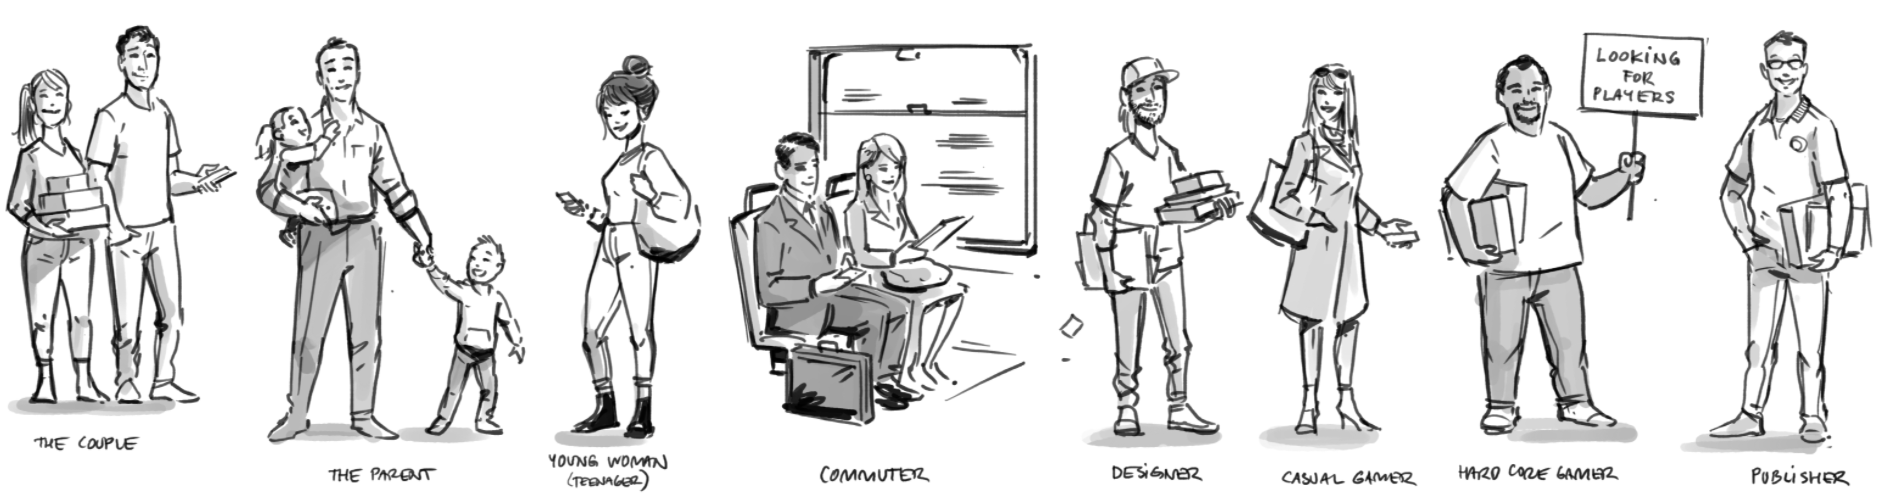 LOOKING
FOR
PLAYERS
THE COUPLE
THE PARENT
YOUNG WOMAN
(TEENAGER)
COMMUTER
DESIGNER
CASUAL GAMER
HARD CORE GAMER
PUBLISHER